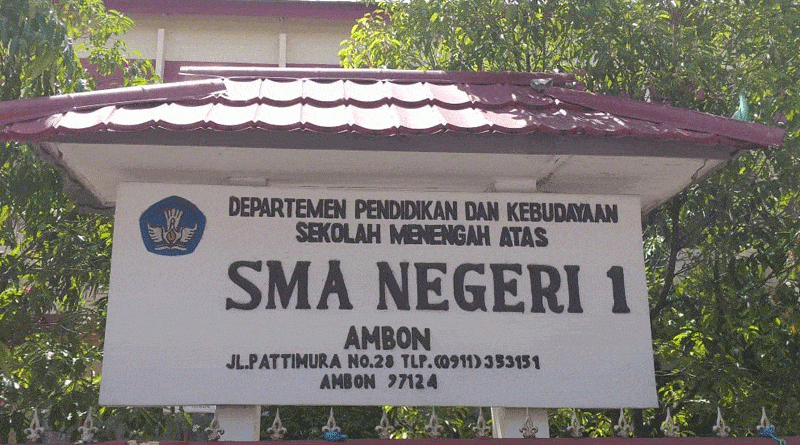 DEPARTEMEN PENDIDIKAN DAN KEBUDAYAAN
SEKOLAH MENENGAH ATAS
SMA NEGERI 1
AMBON
JL.PATTIMURA NO.28 TLP.(0911) 353151
AMBON 97124